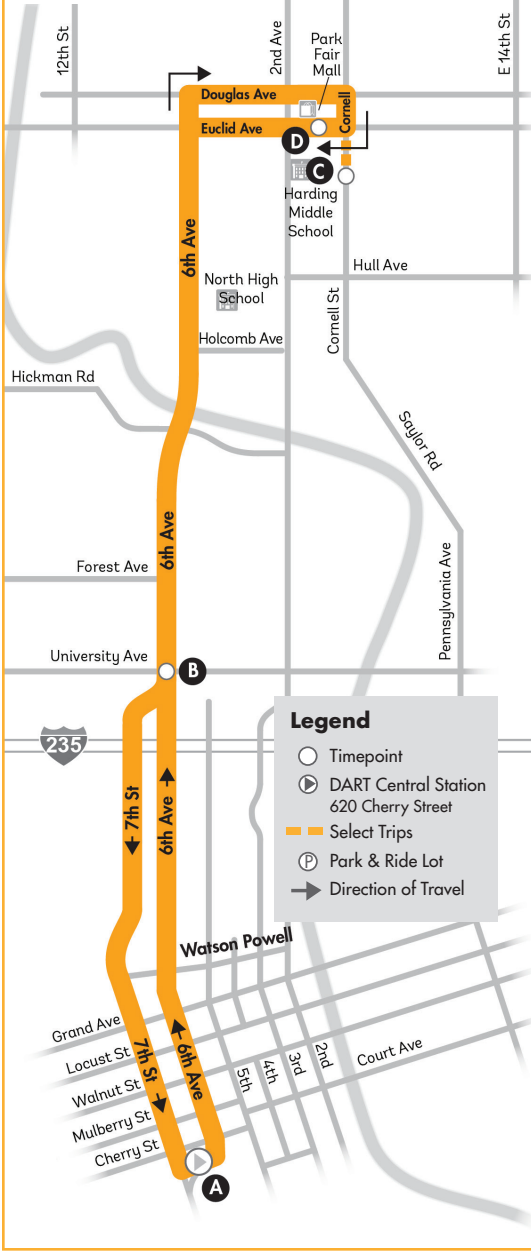 12th St
2nd Ave
Park
Fair
Mall
E 14th St
Douglas Ave
Cornell
Euclid Ave
D
C
Harding
Middle
School
6th Ave
Hull Ave
North High
School
Cornell St
Holcomb Ave
Hickman Rd
Saylor Rd
6th Ave
Forest Ave
Pennsylvania Ave
University Ave
B
235
7th St
6th Ave
Legend
Timepoint
DART Central Station
620 Cherry Street
Select Trips
P
Park & Ride Lot
Direction of Travel
Watson Powell
Grand Ave
Locust St
Walnut St
Mulberry St
Cherry St
7th St
6th Ave
5th
4th
3rd
2nd
Court Ave
A